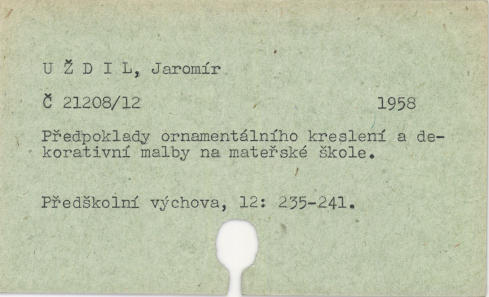 U Ž D I L, Jaromír
Č 21208/12 1958
Předpoklady ornamentálního kreslení a de-
korativní malby na mateřské škole.
Předškolní výchova, 12: 235-241.